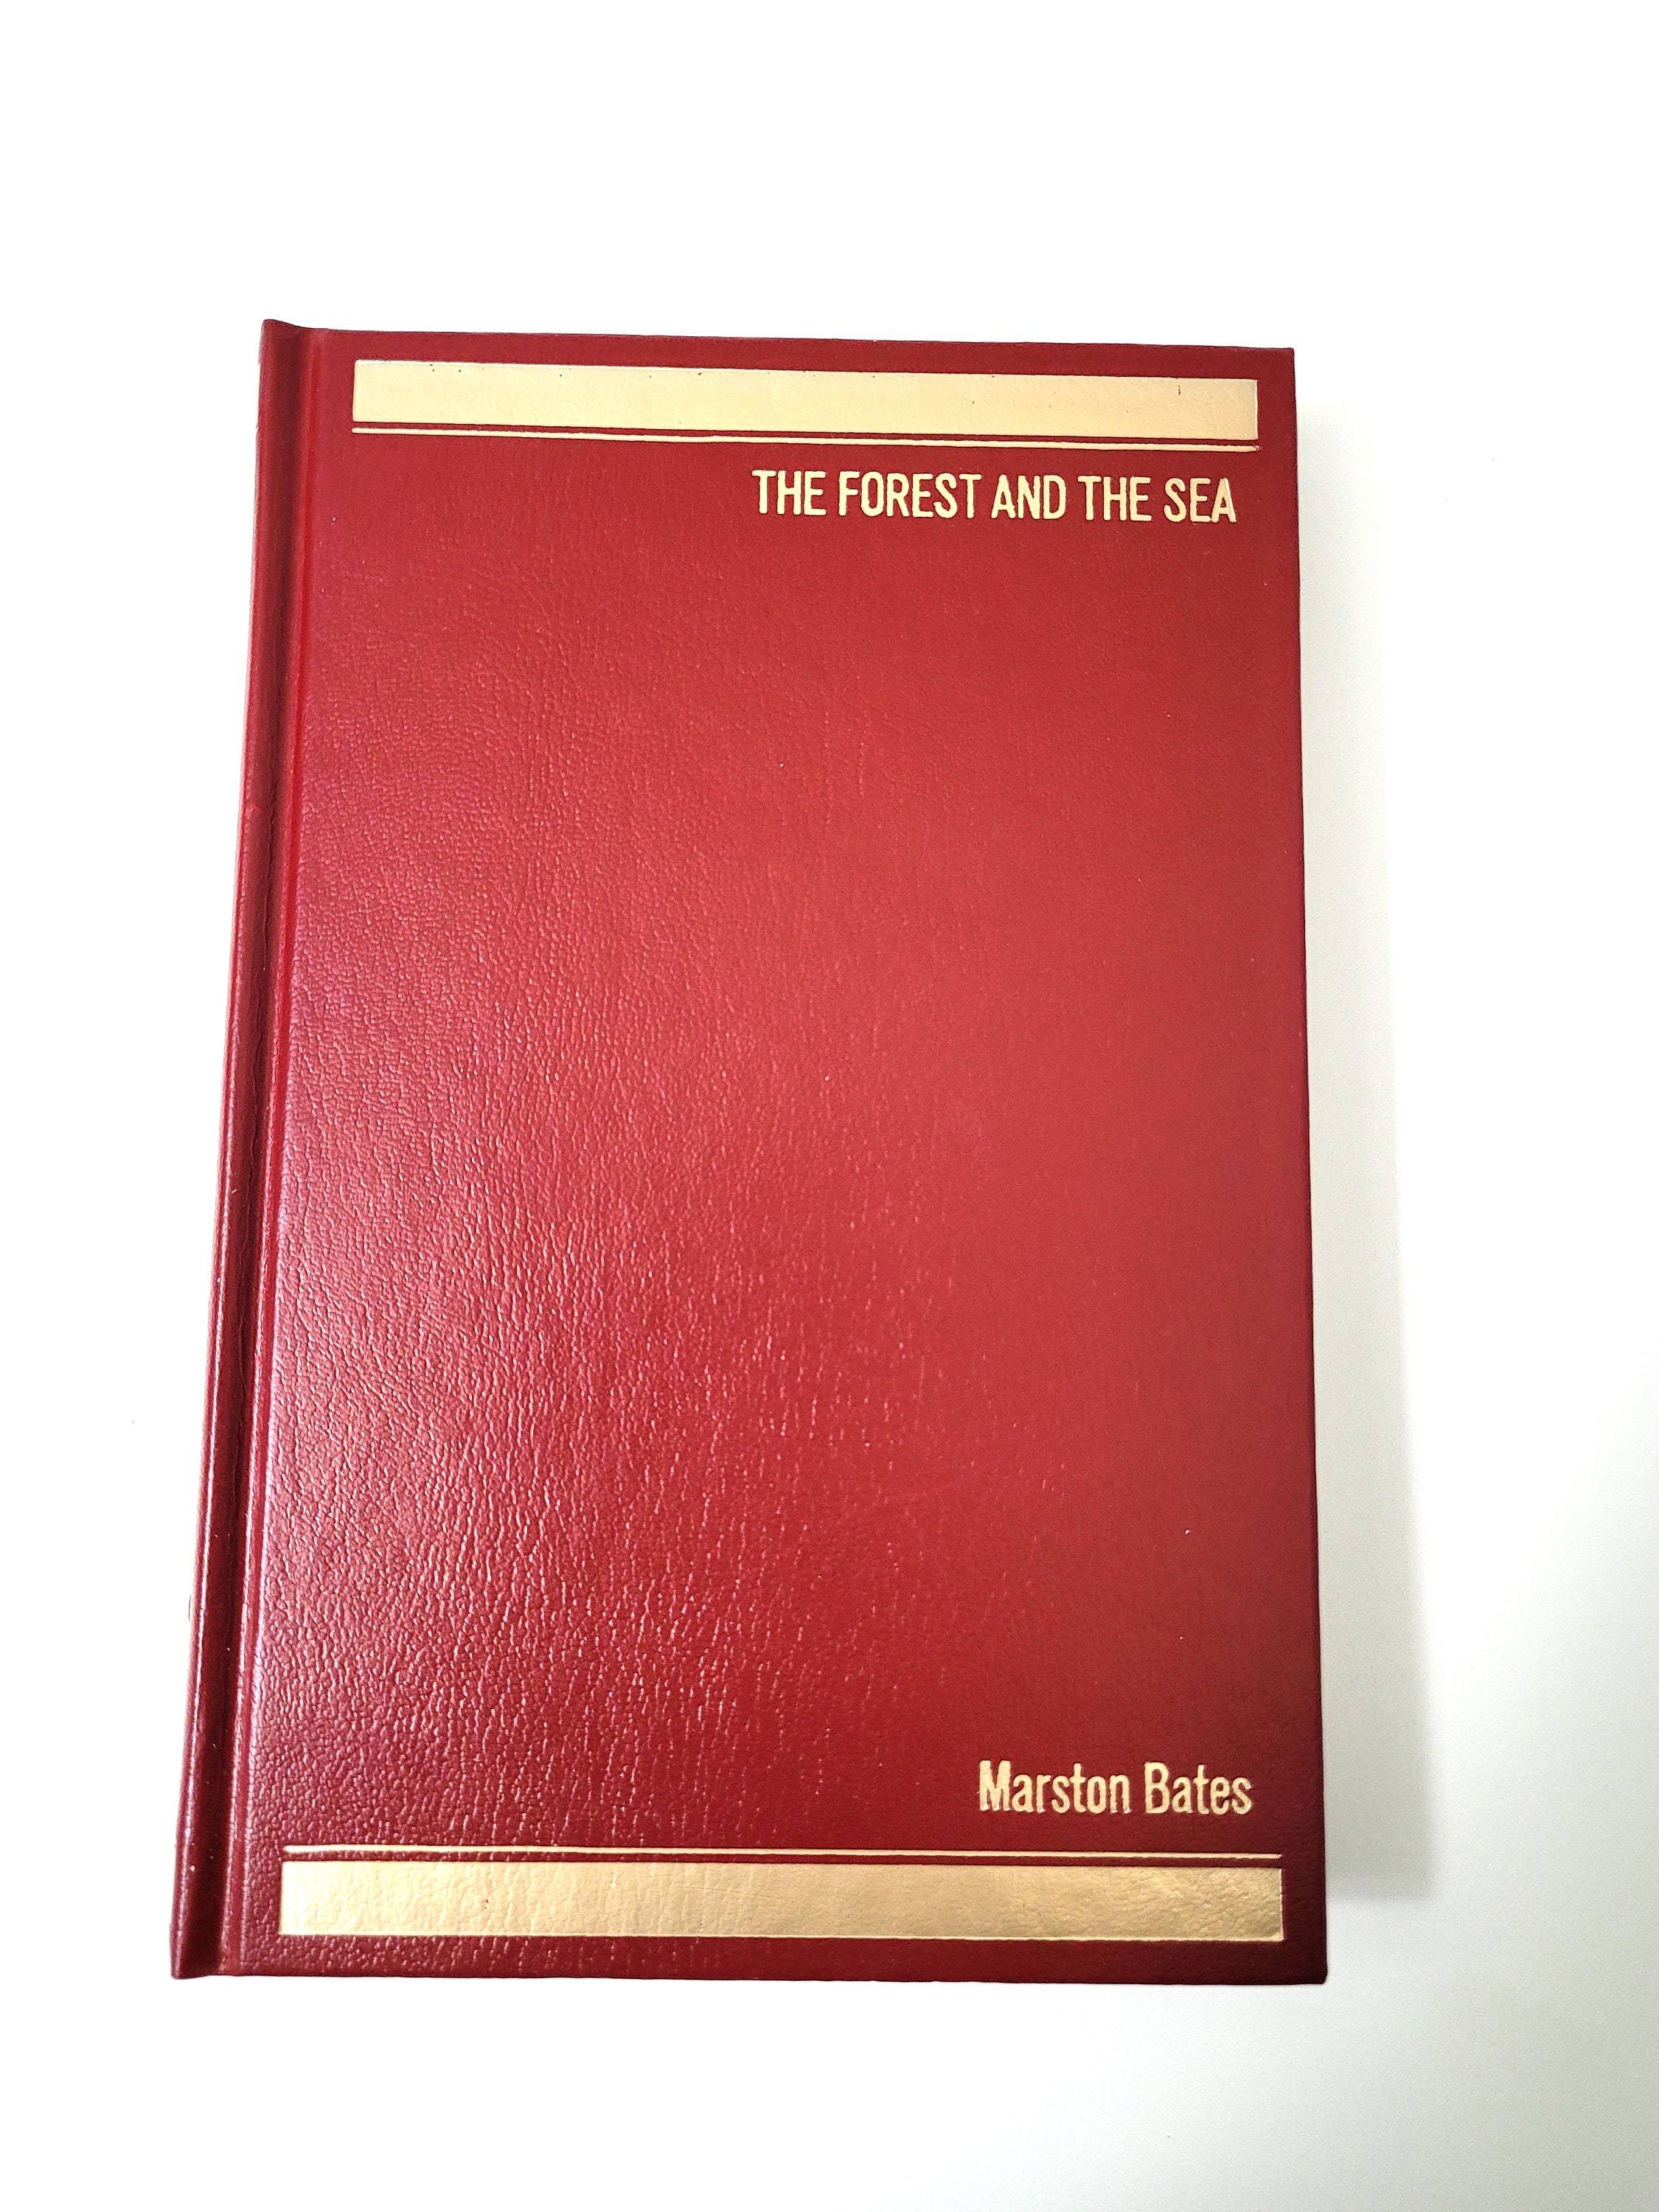 THE FOREST AND THE SEA
Marston Bates